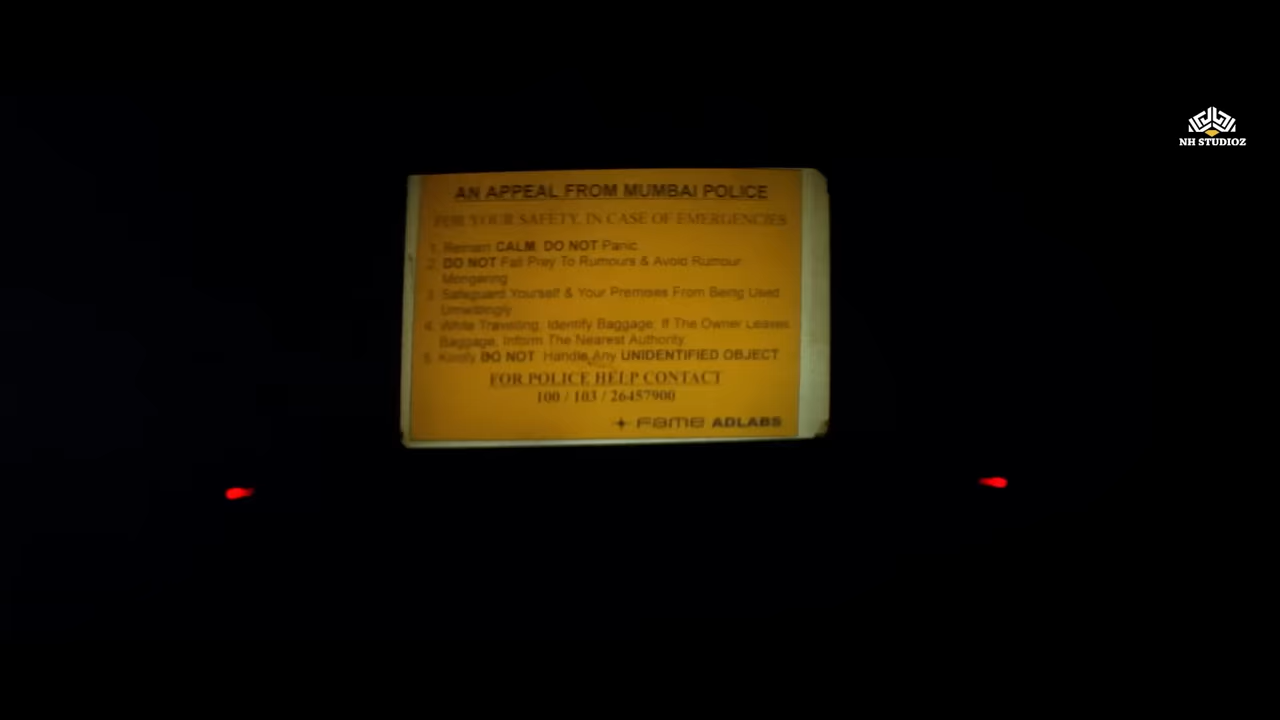 NH STUDIOZ
AN APPEAL FROM MUMBAI POLICE
FOR YOUR SAFETY, IN CASE OF EMERGENCIES
1. Remain CALM, DO NOT Panic
2. DO NOT Fall Prey To Rumours & Avoid Rumour
Mongering
3. Safeguard Yourself & Your Premises From Being Used
Unwittingly
4. While Traveling, Identify Baggage; If The Owner Leaves
Baggage, Inform The Nearest Authority.
5. Kindly DO NOT Handle Any UNIDENTIFIED OBJECT
FOR POLICE HELP CONTACT
100 / 103 / 26457900
FAME ADLABS